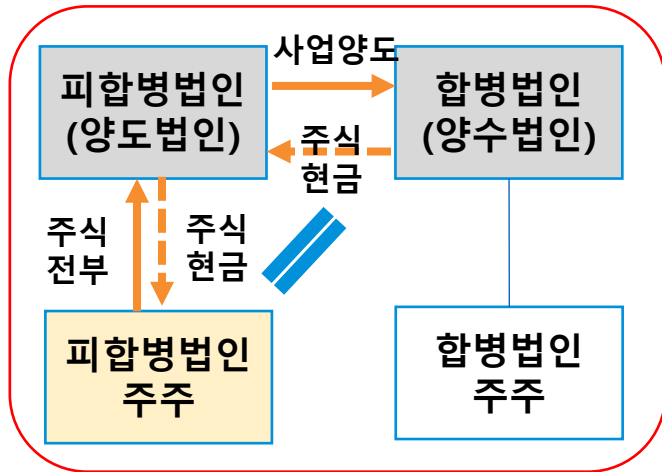 사업양도
피합병법인
(양도법인)
합병법인
(양수법인)
주식
현금
주식
전부
주식
현금
피합병법인
주주
합병법인
주주